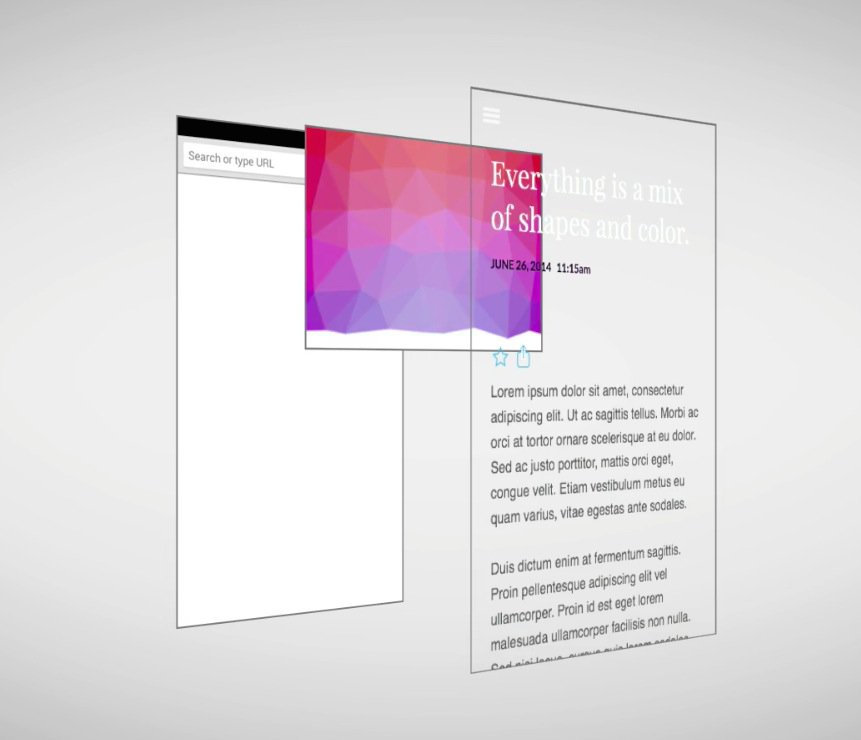 Search or type URL
Everything is a mix
of shapes and color.
JUNE 26, 2014 11:15am
Lorem ipsum dolor sit amet, consectetur
adipiscing elit. Ut ac sagittis tellus. Morbi ac
orci at tortor ornare scelerisque at eu dolor.
Sed ac justo porttitor, mattis orci eget,
congue velit. Etiam vestibulum metus eu
quam varius, vitae egestas ante sodales.
Duis dictum enim at fermentum sagittis.
Proin pellentesque adipiscing elit vel
ullamcorper. Proin id est eget lorem
malesuada ullamcorper facilisis non nulla.